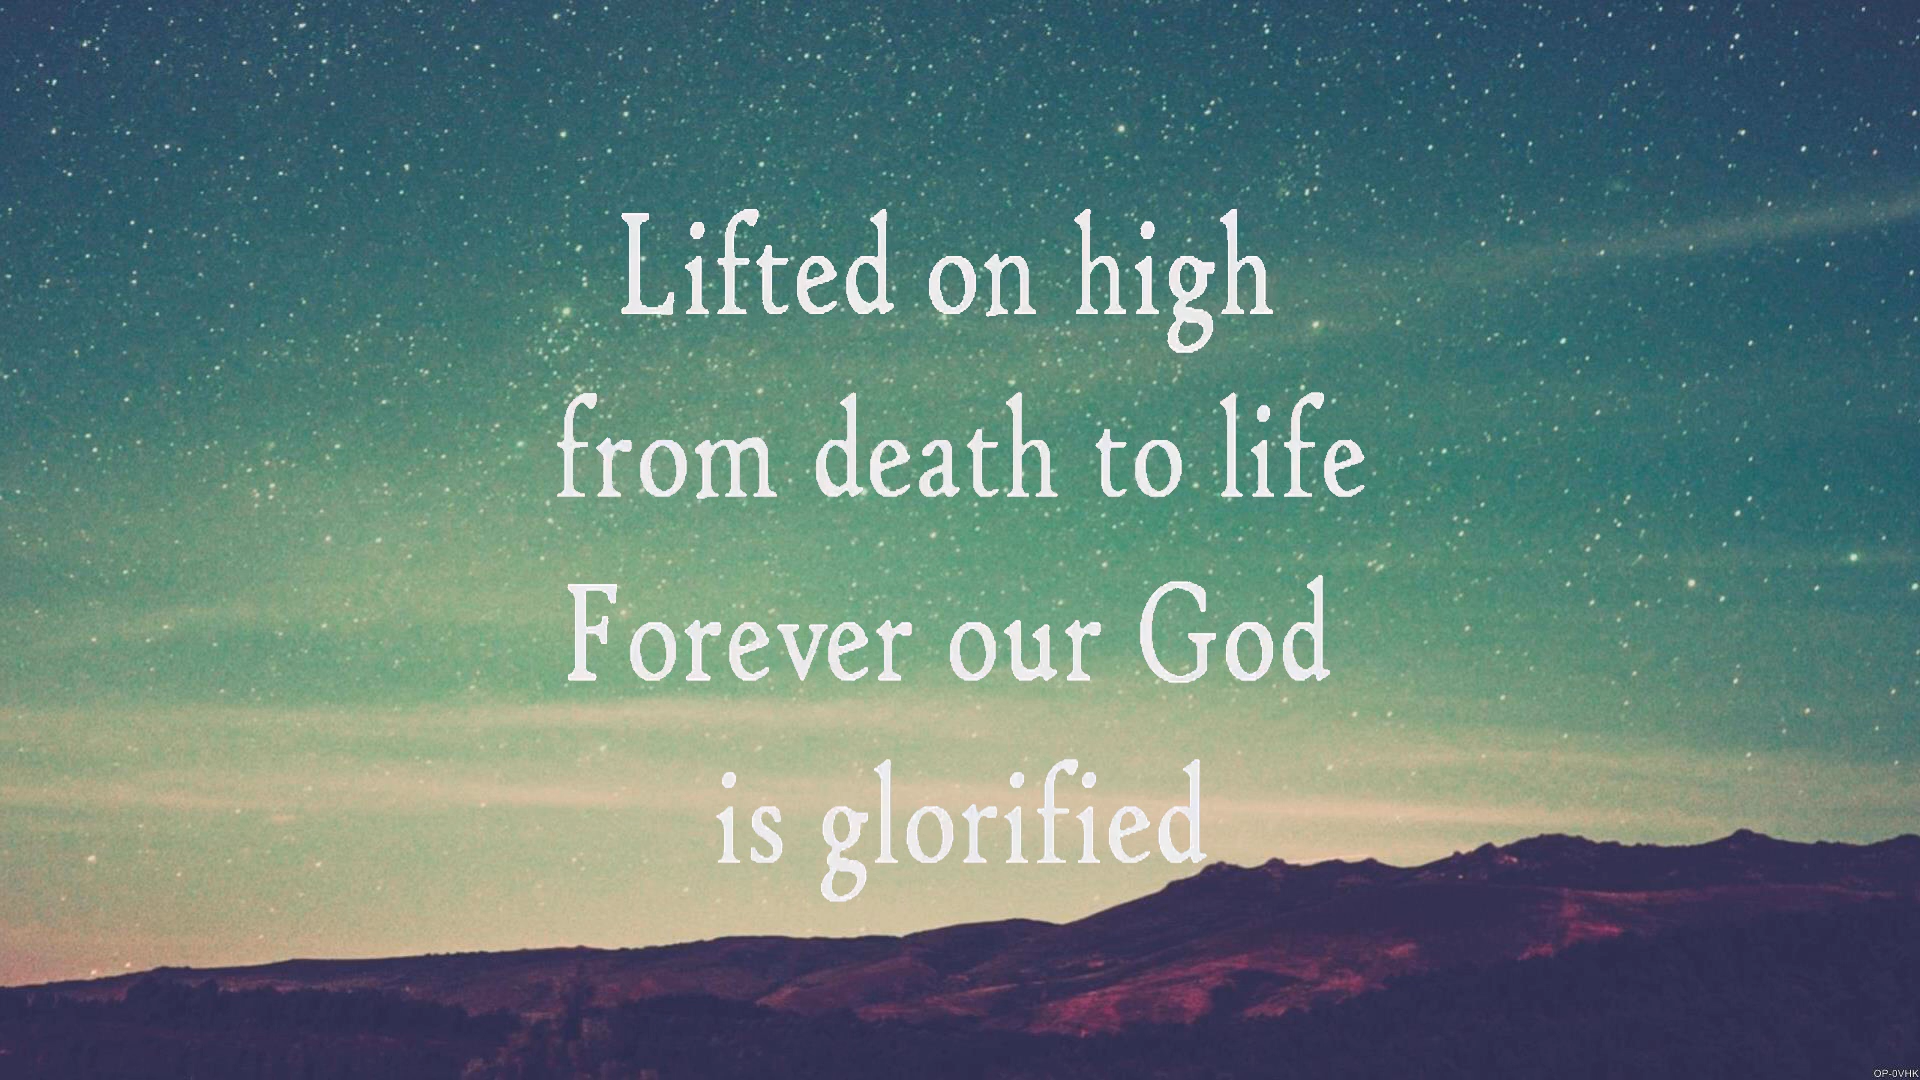 Lifted on high
from death to life
Forever our God
is glorified
OP-0VHK